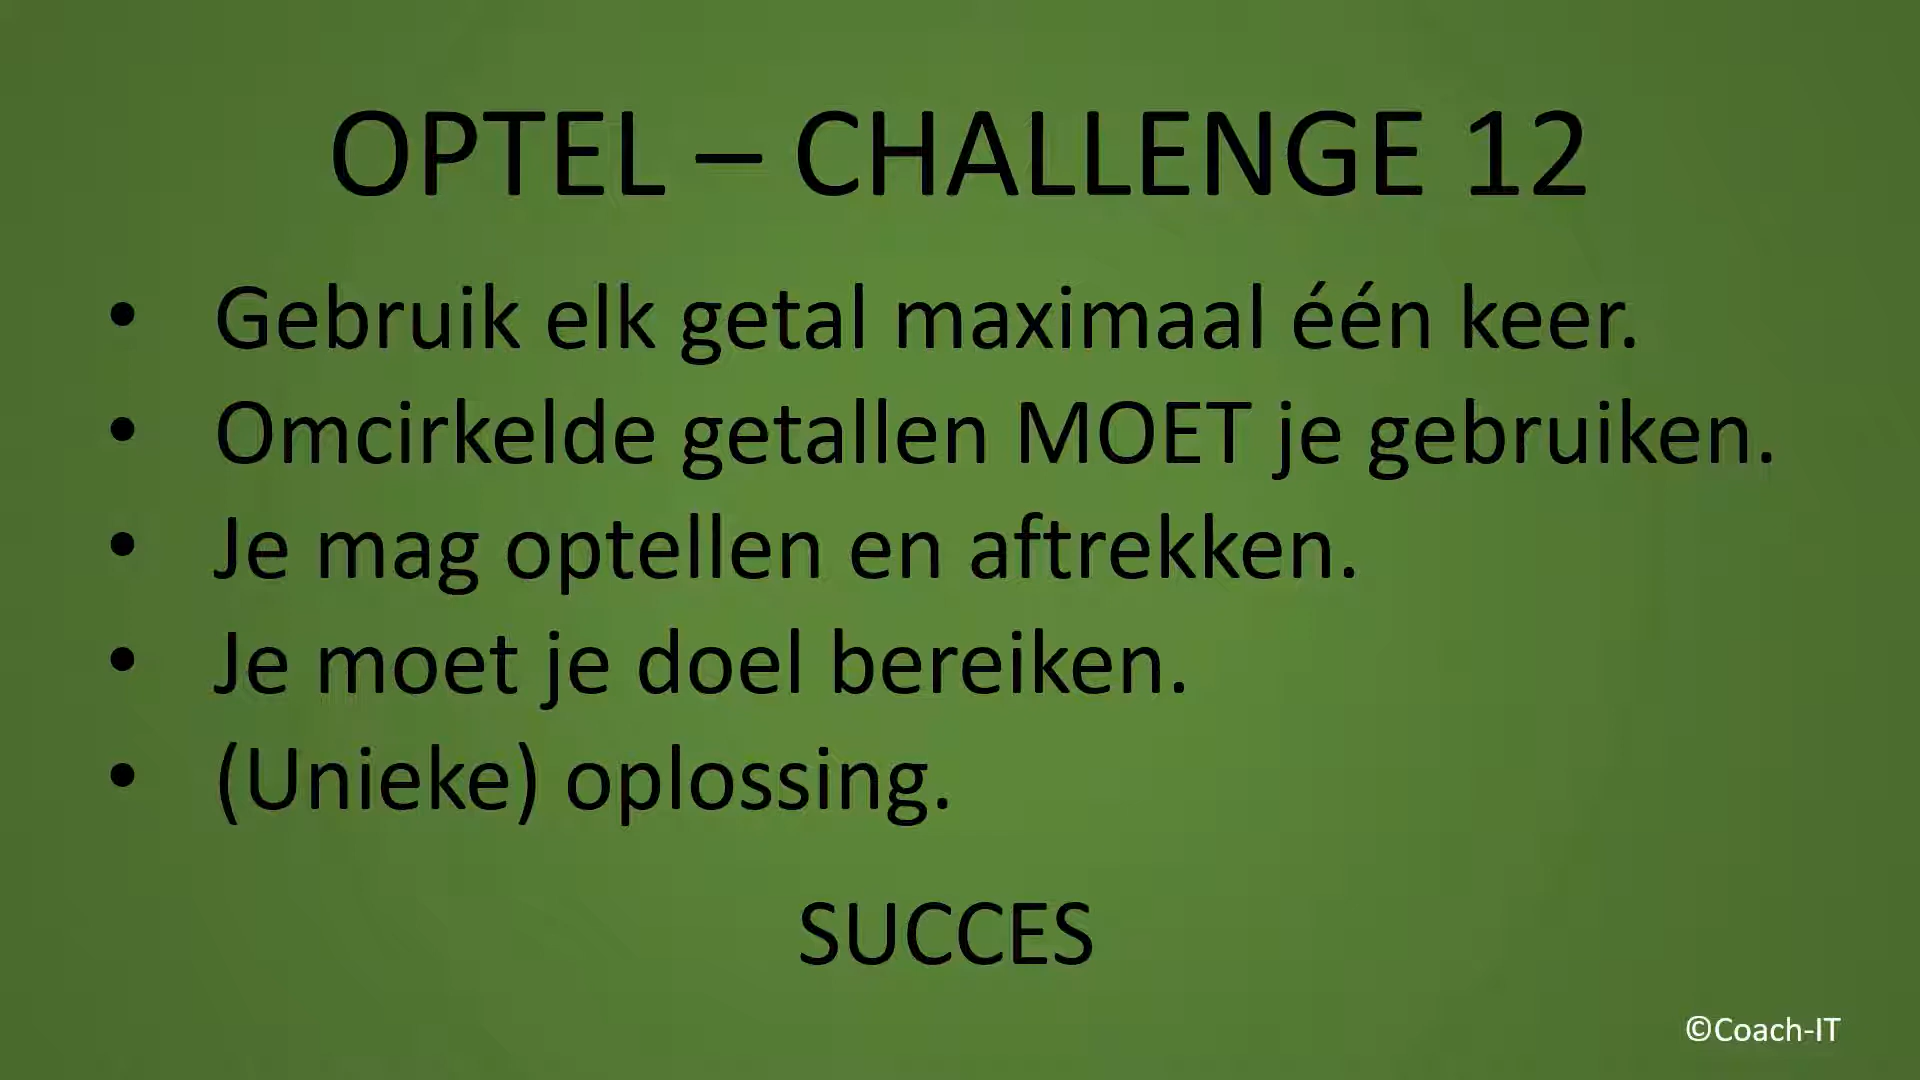 OPTEL – CHALLENGE 12
• Gebruik elk getal maximaal één keer.
• Omcirkelde getallen MOET je gebruiken.
• Je mag optellen en aftrekken.
• Je moet je doel bereiken.
• (Unieke) oplossing.
SUCCES
©Coach-IT